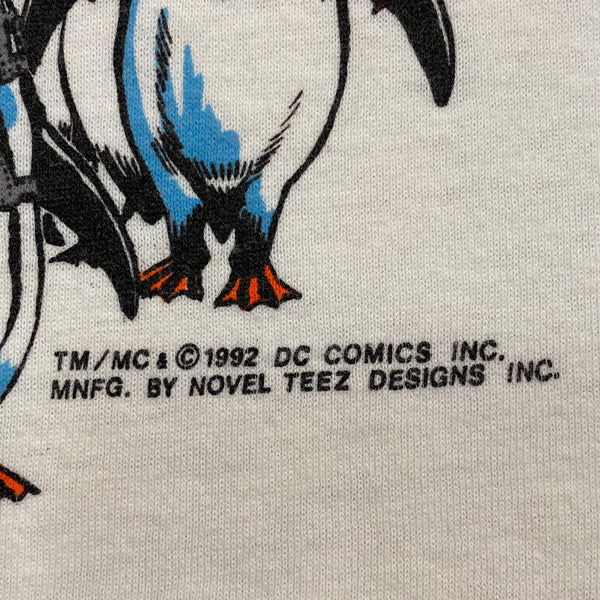 TM/MC & ©1992 DC COMICS INC.
MNFG. BY NOVEL TEEZ DESIGNS INC.